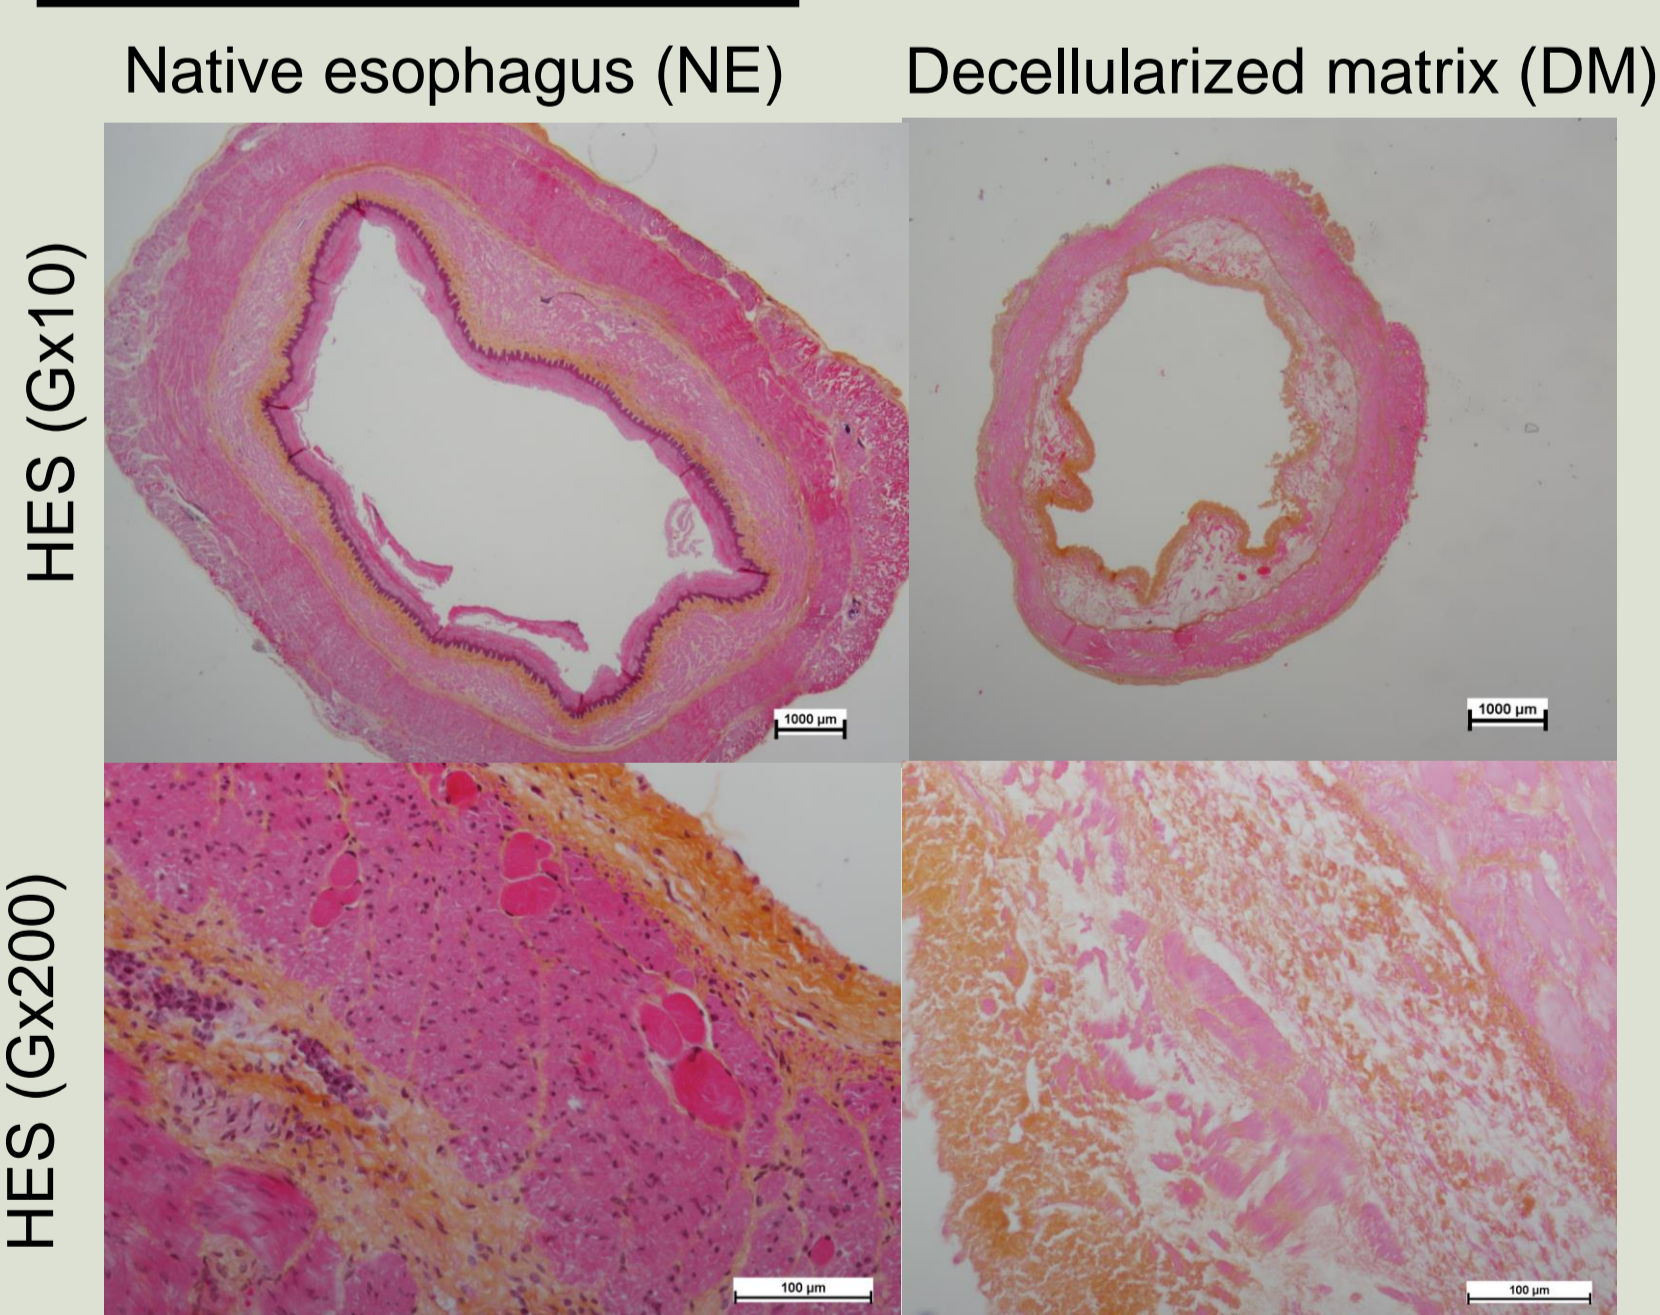 Native esophagus (NE)
Decellularized matrix (DM)
HES (Gx10)
1000 µm
1000 µm
HES (Gx200)
100 µm
100 µm